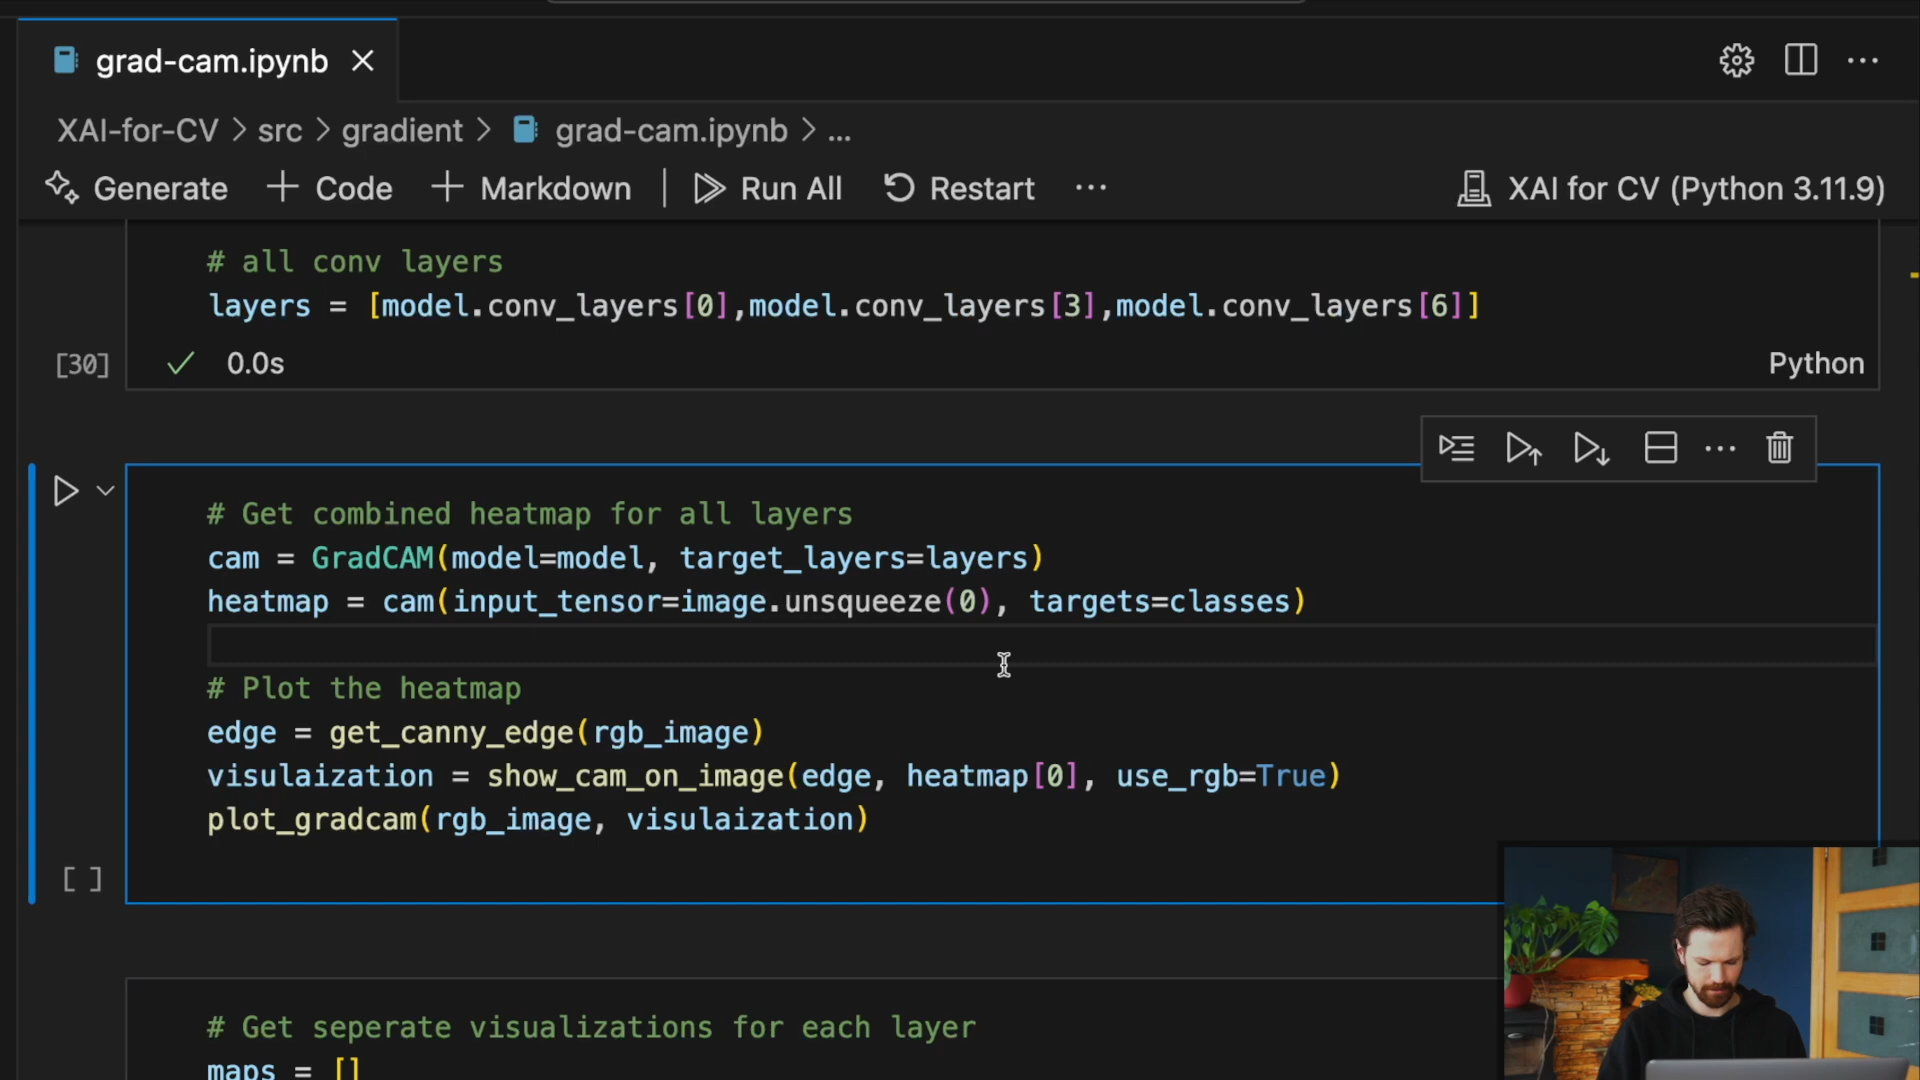 grad-cam.ipynb
XAI-for-CV > src > gradient > grad-cam.ipynb > ...
Generate + Code + Markdown | Run All Restart ...
XAI for CV (Python 3.11.9)
# all conv layers
layers = [model.conv_layers[0],model.conv_layers[3],model.conv_layers[6]]
[30] 0.0s Python
# Get combined heatmap for all layers
cam = GradCAM(model=model, target_layers=layers)
heatmap = cam(input_tensor=image.unsqueeze(0), targets=classes)
# Plot the heatmap
edge = get_canny_edge(rgb_image)
visulaization = show_cam_on_image(edge, heatmap[0], use_rgb=True)
plot_gradcam(rgb_image, visulaization)
[ ]
# Get seperate visualizations for each layer
maps = []